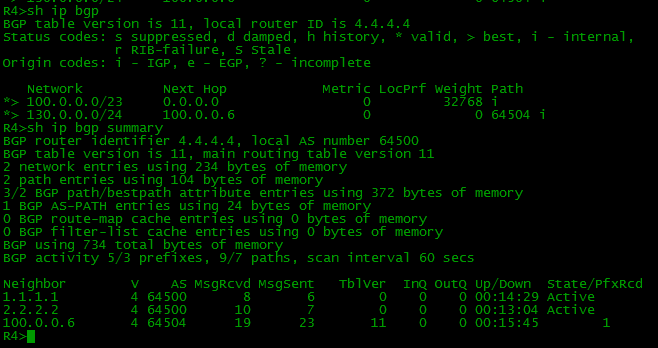 R4>sh ip bgp
BGP table version is 11, local router ID is 4.4.4.4
Status codes: s suppressed, d damped, h history, * valid, > best, i - internal,
              r RIB-failure, S Stale
Origin codes: i - IGP, e - EGP, ? - incomplete

   Network          Next Hop            Metric LocPrf Weight Path
*> 100.0.0.0/23     0.0.0.0                  0         32768 i
*> 130.0.0.0/24     100.0.0.6                0             0 64504 i
R4>sh ip bgp summary
BGP router identifier 4.4.4.4, local AS number 64500
BGP table version is 11, main routing table version 11
2 network entries using 234 bytes of memory
2 path entries using 104 bytes of memory
3/2 BGP path/bestpath attribute entries using 372 bytes of memory
1 BGP AS-PATH entries using 24 bytes of memory
0 BGP route-map cache entries using 0 bytes of memory
0 BGP filter-list cache entries using 0 bytes of memory
BGP using 734 total bytes of memory
BGP activity 5/3 prefixes, 9/7 paths, scan interval 60 secs

Neighbor        V    AS MsgRcvd MsgSent   TblVer  InQ OutQ Up/Down  State/PfxRcd
1.1.1.1         4 64500       8       6        0    0    0 00:14:29 Active
2.2.2.2         4 64500      10       7        0    0    0 00:13:04 Active
100.0.0.6       4 64504      19      23       11    0    0 00:15:45        1
R4>